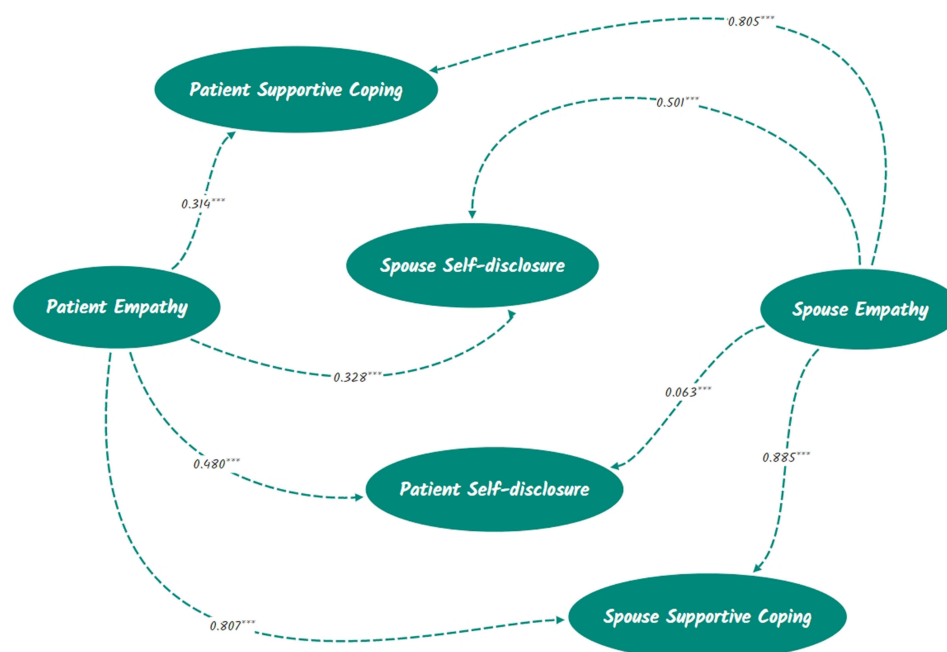 0.805***
Patient Supportive Coping
0.501***
0.314***
Spouse Self-disclosure
Patient Empathy
Spouse Empathy
0.328***
0.063***
0.480***
0.885***
Patient Self-disclosure
Spouse Supportive Coping
0.807***